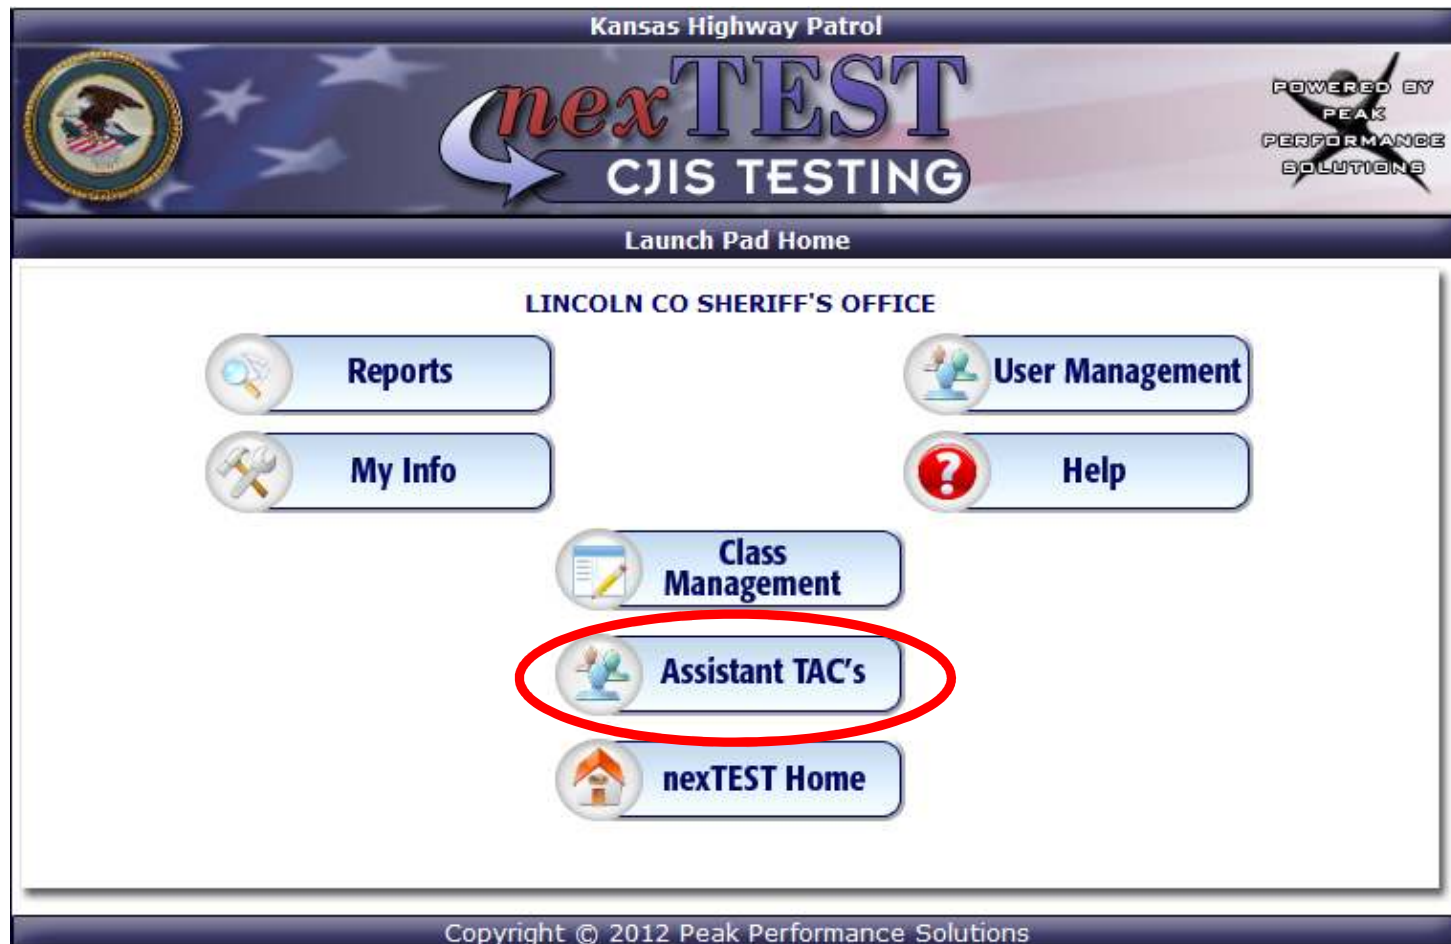 Kansas Highway Patrol
nexTEST
CJIS TESTING
POWERED BY
PEAK
PERFORMANCE
SOLUTIONS
Launch Pad Home
LINCOLN CO SHERIFF'S OFFICE
Reports
User Management
My Info
Help
Class
Management
Assistant TAC's
nexTEST Home
Copyright © 2012 Peak Performance Solutions